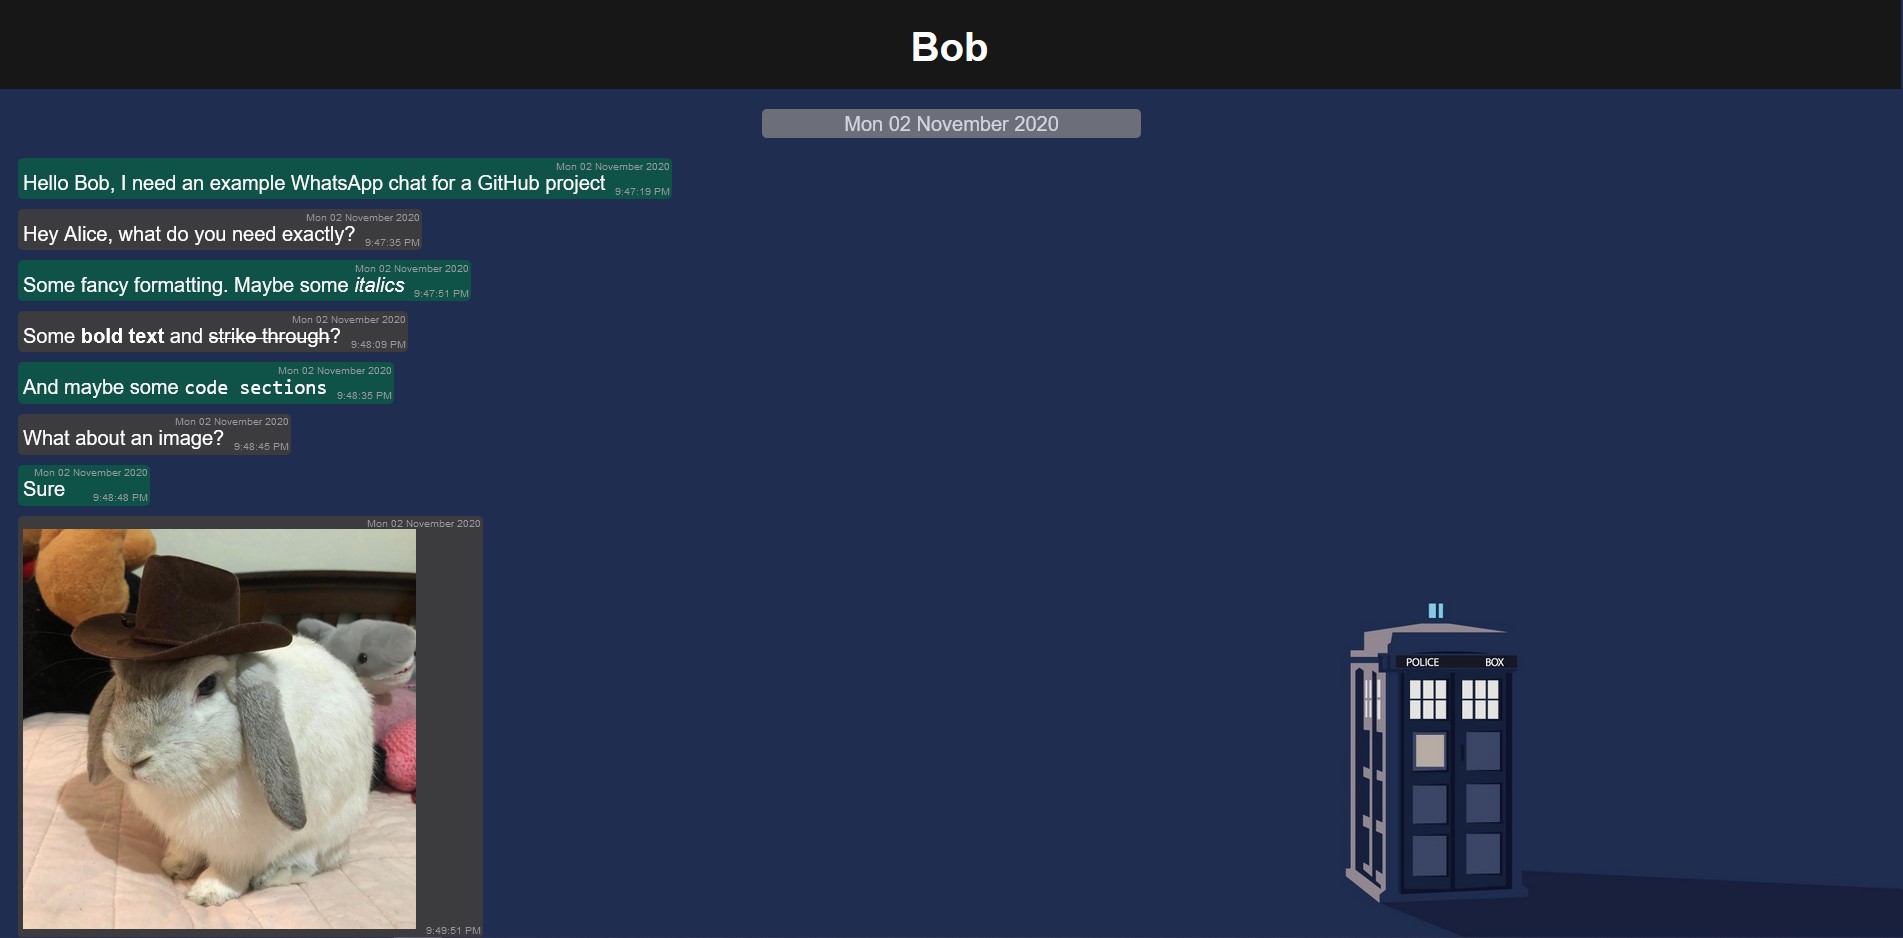 Bob
Mon 02 November 2020
Mon 02 November 2020
Hello Bob, I need an example WhatsApp chat for a GitHub project
9:47:19 PM
Mon 02 November 2020
Hey Alice, what do you need exactly?
9:47:35 PM
Mon 02 November 2020
Some fancy formatting. Maybe some italics
9:47:51 PM
Mon 02 November 2020
Some bold text and strike through?
9:48:09 PM
Mon 02 November 2020
And maybe some code sections
9:48:35 PM
Mon 02 November 2020
What about an image?
9:48:45 PM
Mon 02 November 2020
Sure
9:48:48 PM
Mon 02 November 2020
POLICE BOX
9:49:51 PM